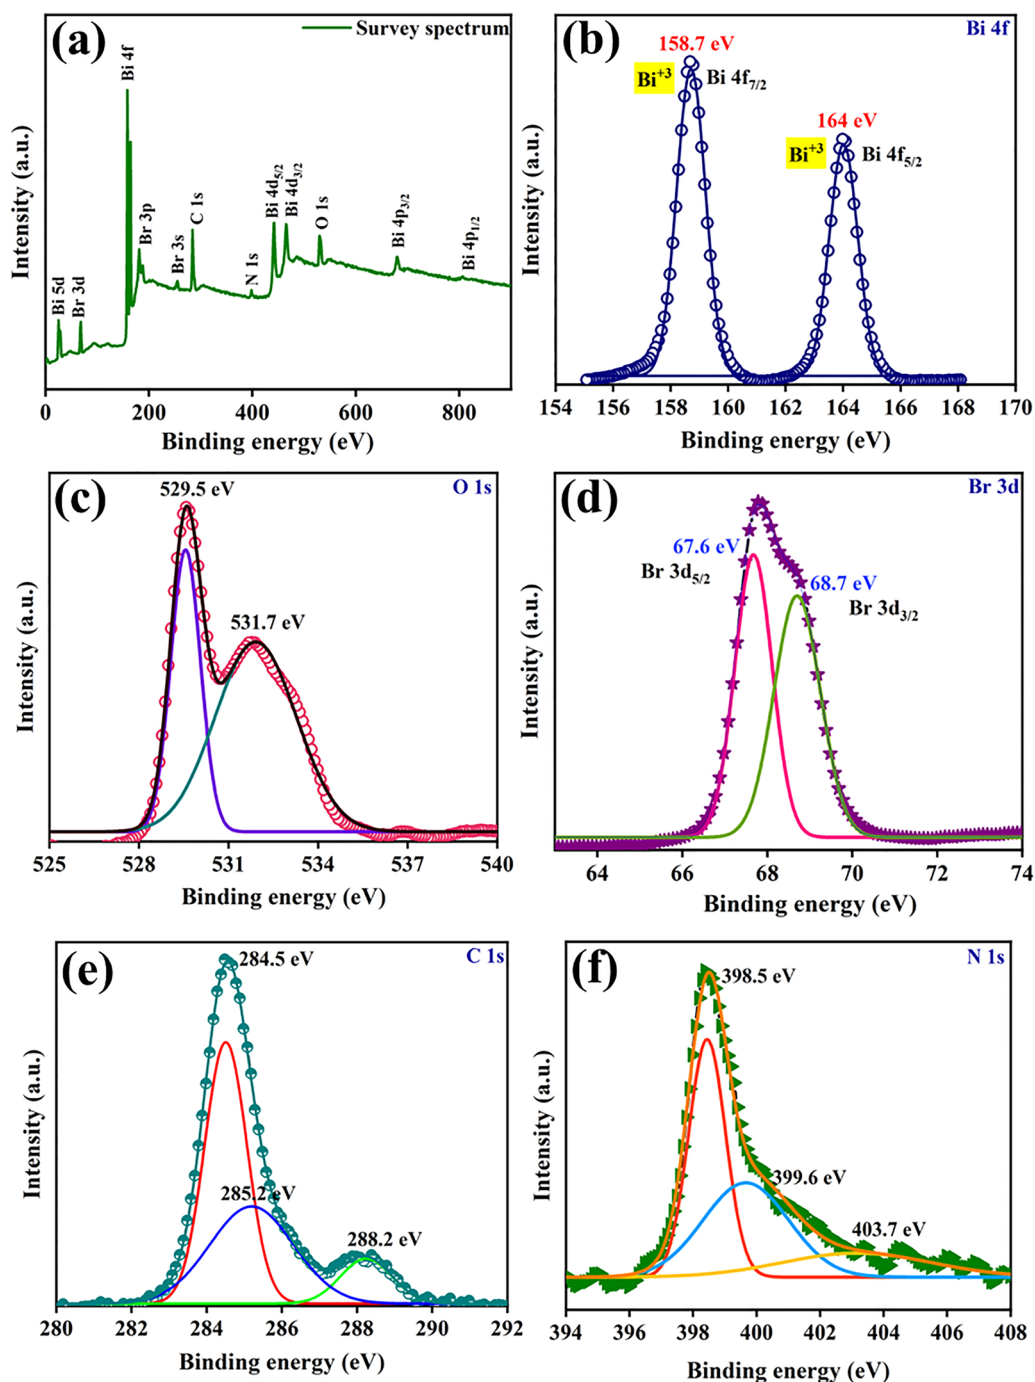 (a)
Survey spectrum
Bi 5d
Br 3d
Bi 4f
Br 3p
Br 3s
C 1s
N 1s
Bi 4d5/2
Bi 4d3/2
O 1s
Bi 4p3/2
Bi 4p1/2
Intensity (a.u.)
0 200 400 600 800
Binding energy (eV)
(b)
Bi 4f
158.7 eV
Bi+3
Bi 4f7/2
164 eV
Bi+3
Bi 4f5/2
Intensity (a.u.)
154 156 158 160 162 164 166 168 170
Binding energy (eV)
(c)
O 1s
529.5 eV
531.7 eV
Intensity (a.u.)
525 528 531 534 537 540
Binding energy (eV)
(d)
Br 3d
67.6 eV
Br 3d5/2
68.7 eV
Br 3d3/2
Intensity (a.u.)
64 66 68 70 72 74
Binding energy (eV)
(e)
C 1s
284.5 eV
285.2 eV
288.2 eV
Intensity (a.u.)
280 282 284 286 288 290 292
Binding energy (eV)
(f)
N 1s
398.5 eV
399.6 eV
403.7 eV
Intensity (a.u.)
394 396 398 400 402 404 406 408
Binding energy (eV)